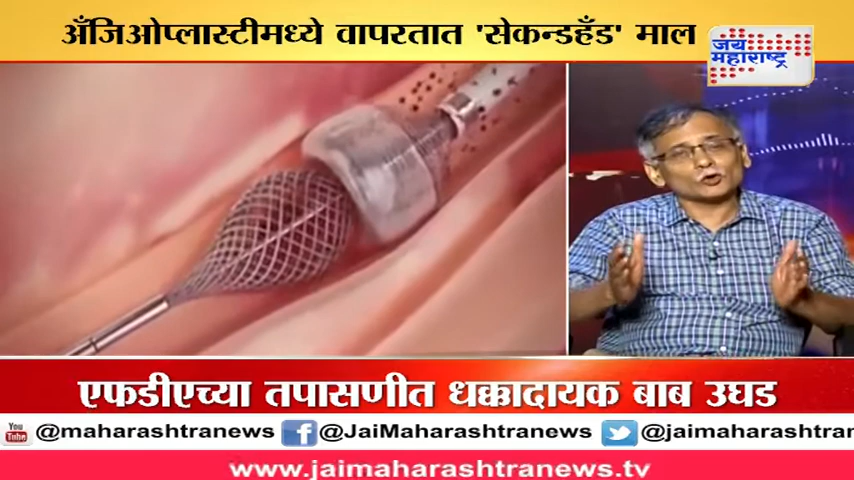 अँजिओप्लास्टीमध्ये वापरतात 'सेकन्डहँड' माल
जय
महाराष्ट्र
एफडीएच्या तपासणीत धक्कादायक बाब उघड
You
Tube
@maharashtranews
f
@JaiMaharashtranews
@jaimaharashtran
www.jaimaharashtranews.tv